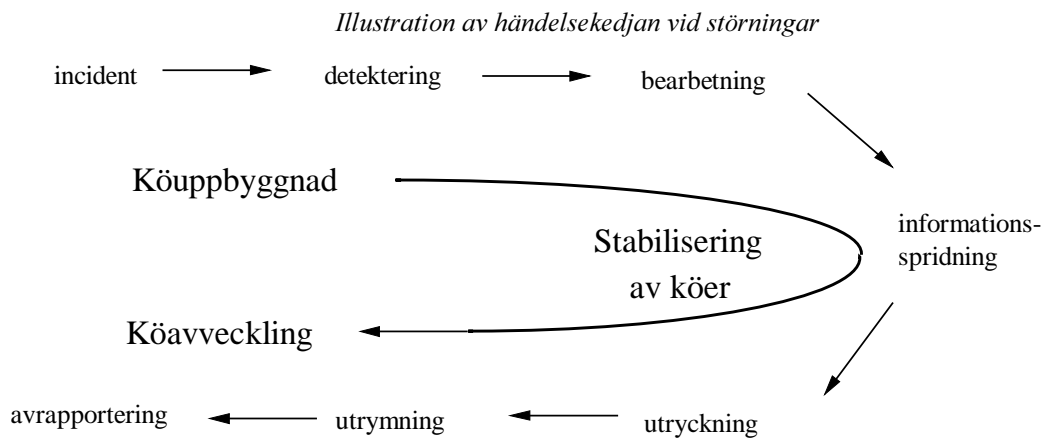 Illustration av händelsekedjan vid störningar
incident
detektering
bearbetning
Köuppbyggnad
informations-
spridning
Stabilisering
av köer
Köavveckling
avrapportering
utrymning
utryckning